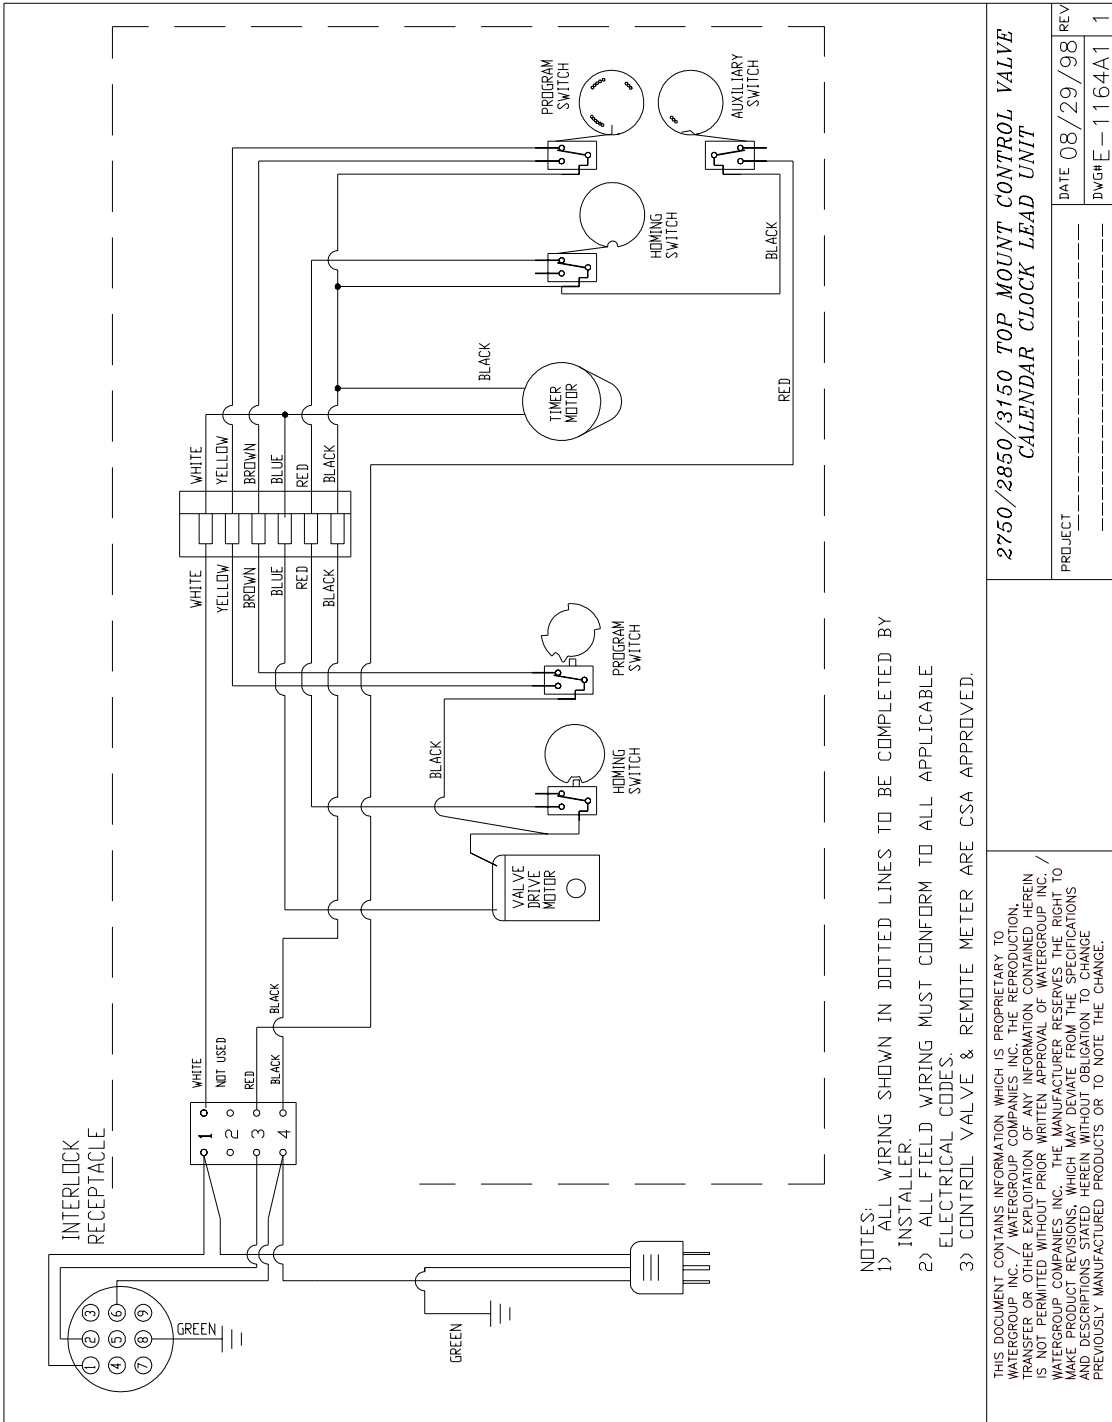 INTERLOCK
RECEPTACLE
1
2
3
4
5
6
7
8
9
GREEN
GREEN
1
2
3
4
WHITE
NOT USED
RED
BLACK
BLACK
WHITE
YELLOW
BROWN
BLUE
RED
BLACK
WHITE
YELLOW
BROWN
BLUE
RED
BLACK
VALVE
DRIVE
MOTOR
BLACK
HOMING
SWITCH
PROGRAM
SWITCH
TIMER
MOTOR
BLACK
RED
BLACK
HOMING
SWITCH
PROGRAM
SWITCH
AUXILIARY
SWITCH
NOTES:
1) ALL WIRING SHOWN IN DOTTED LINES TO BE COMPLETED BY
INSTALLER.
2) ALL FIELD WIRING MUST CONFORM TO ALL APPLICABLE
ELECTRICAL CODES.
3) CONTROL VALVE & REMOTE METER ARE CSA APPROVED.
THIS DOCUMENT CONTAINS INFORMATION WHICH IS PROPRIETARY TO
WATERGROUP INC. / WATERGROUP COMPANIES INC. THE REPRODUCTION,
TRANSFER OR OTHER EXPLOITATION OF ANY INFORMATION CONTAINED HEREIN
IS NOT PERMITTED WITHOUT PRIOR WRITTEN APPROVAL OF WATERGROUP INC. /
WATERGROUP COMPANIES INC. THE MANUFACTURER RESERVES THE RIGHT TO
MAKE PRODUCT REVISIONS, WHICH MAY DEVIATE FROM THE SPECIFICATIONS
AND DESCRIPTIONS STATED HEREIN WITHOUT OBLIGATION TO CHANGE
PREVIOUSLY MANUFACTURED PRODUCTS OR TO NOTE THE CHANGE.
2750/2850/3150 TOP MOUNT CONTROL VALVE
CALENDAR CLOCK LEAD UNIT
PROJECT
DATE 08/29/98
REV
DWG# E-1164A1
1